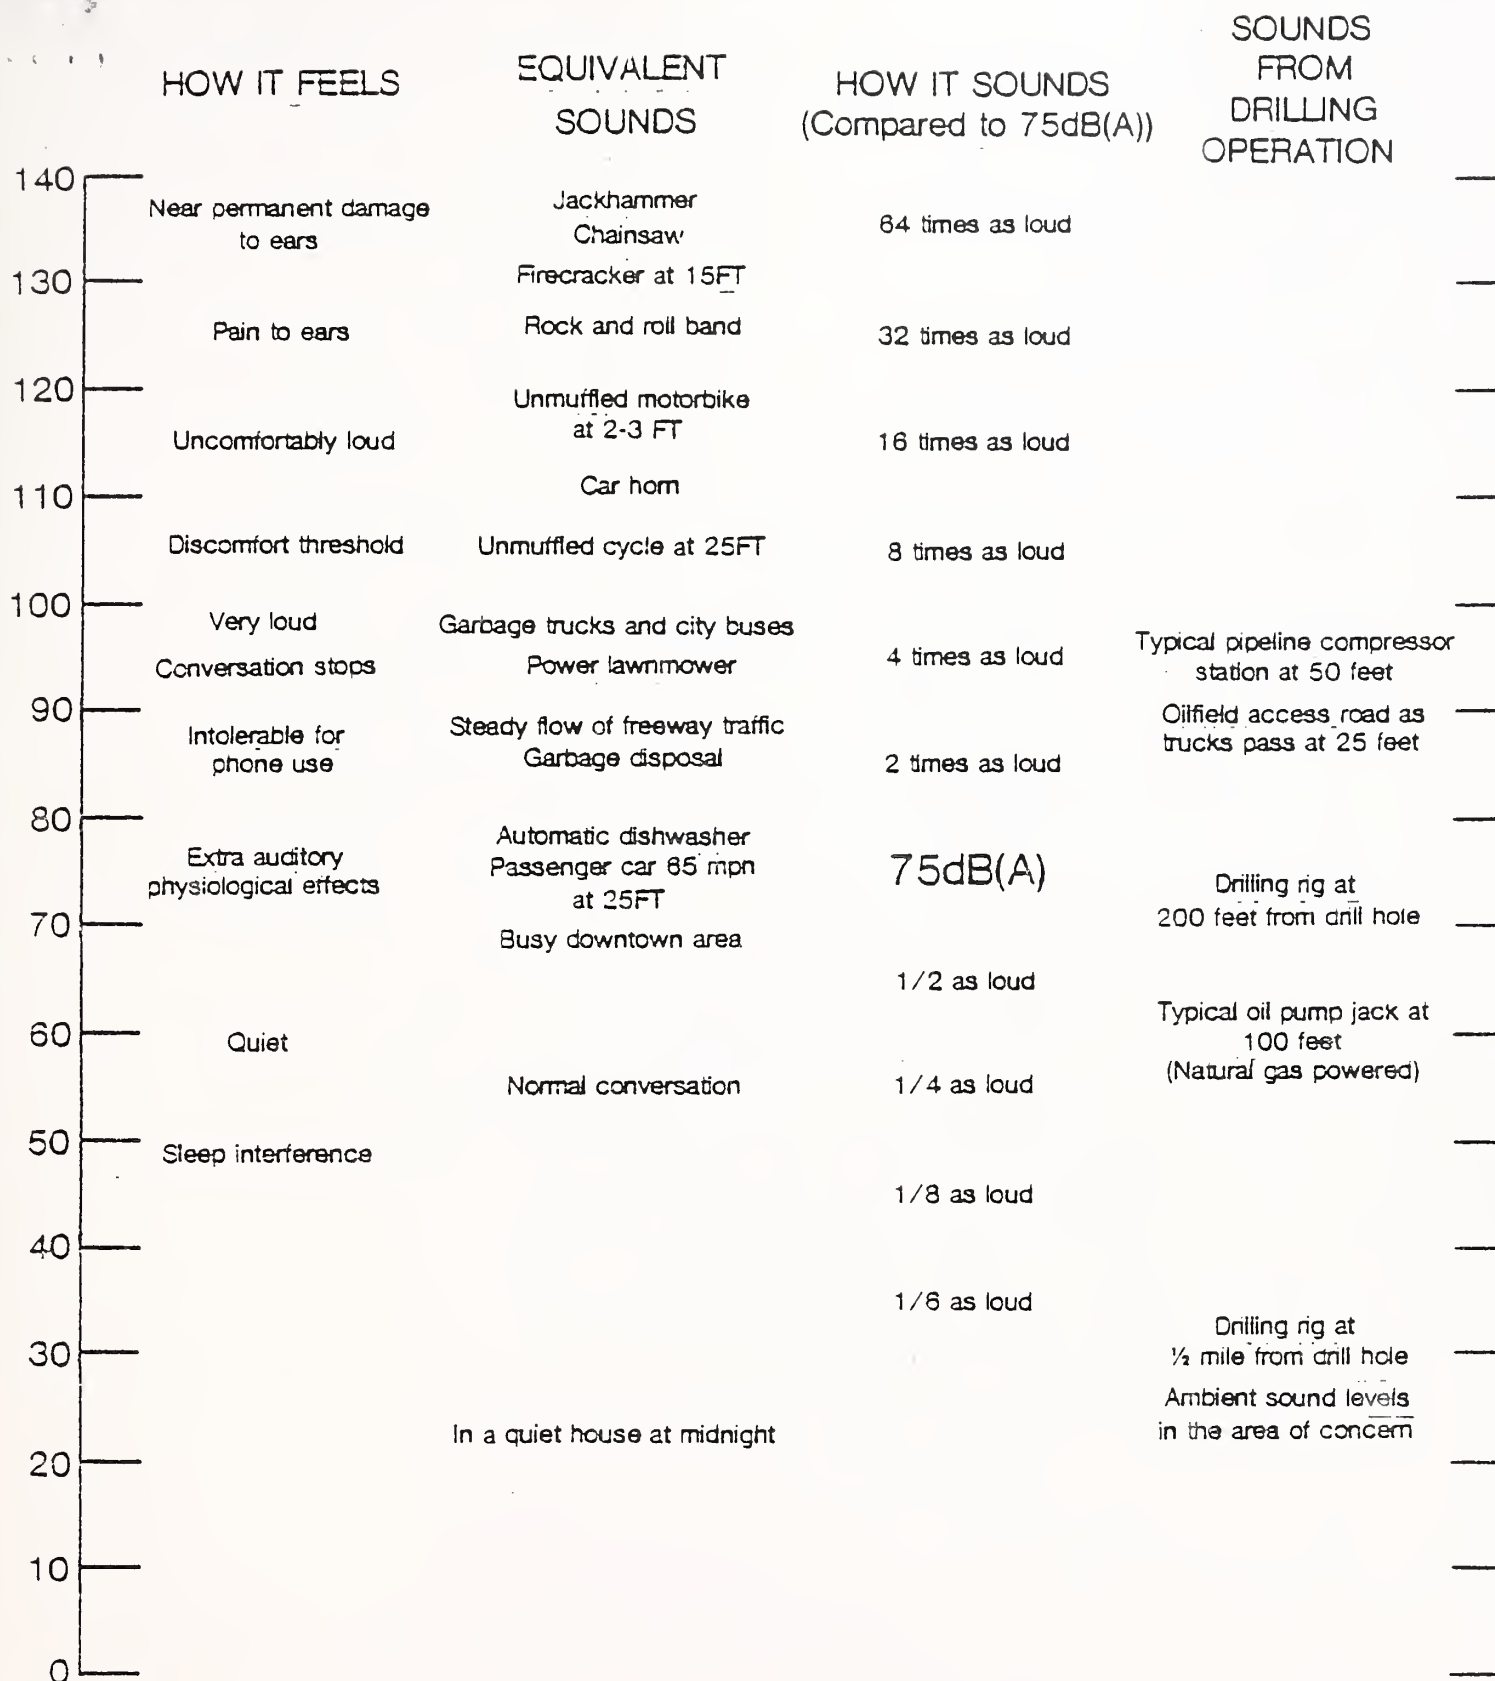 HOW IT FEELS
EQUIVALENT
SOUNDS
HOW IT SOUNDS
(Compared to 75dB(A))
SOUNDS
FROM
DRILLING
OPERATION
140
Near permanent damage
to ears
Jackhammer
Chainsaw
64 times as loud
130
Firecracker at 15FT
Pain to ears
Rock and roll band
32 times as loud
120
Unmuffled motorbike
at 2-3 FT
Uncomfortably loud
16 times as loud
Car horn
110
Discomfort threshold
Unmuffled cycle at 25FT
8 times as loud
100
Very loud
Garbage trucks and city buses
Conversation stops
Power lawnmower
4 times as loud
Typical pipeline compressor
station at 50 feet
90
Intolerable for
phone use
Steady flow of freeway traffic
Garbage disposal
2 times as loud
Oilfield access road as
trucks pass at 25 feet
80
Extra auditory
physiological effects
Automatic dishwasher
Passenger car 65 mph
at 25FT
75dB(A)
Drilling rig at
200 feet from drill hole
70
Busy downtown area
1/2 as loud
60
Quiet
Typical oil pump jack at
100 feet
(Natural gas powered)
Normal conversation
1/4 as loud
50
Sleep interference
1/8 as loud
40
1/6 as loud
30
Drilling rig at
½ mile from drill hole
Ambient sound levels
in the area of concern
In a quiet house at midnight
20
10
0